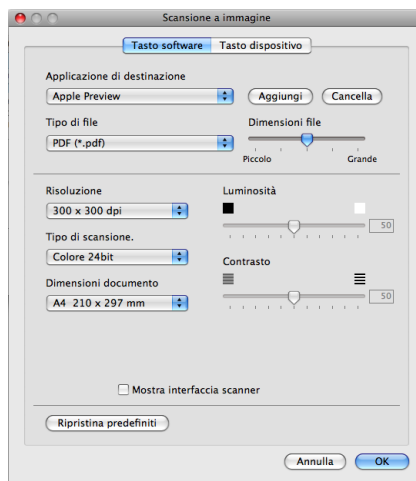 Scansione a immagine
Tasto software Tasto dispositivo
Applicazione di destinazione
Apple Preview Aggiungi Cancella
Tipo di file Dimensioni file
PDF (*.pdf)
Piccolo Grande
Risoluzione Luminosità
300 x 300 dpi
50
Tipo di scansione.
Colore 24bit Contrasto
Dimensioni documento
A4 210 x 297 mm 50
Mostra interfaccia scanner
Ripristina predefiniti
Annulla OK